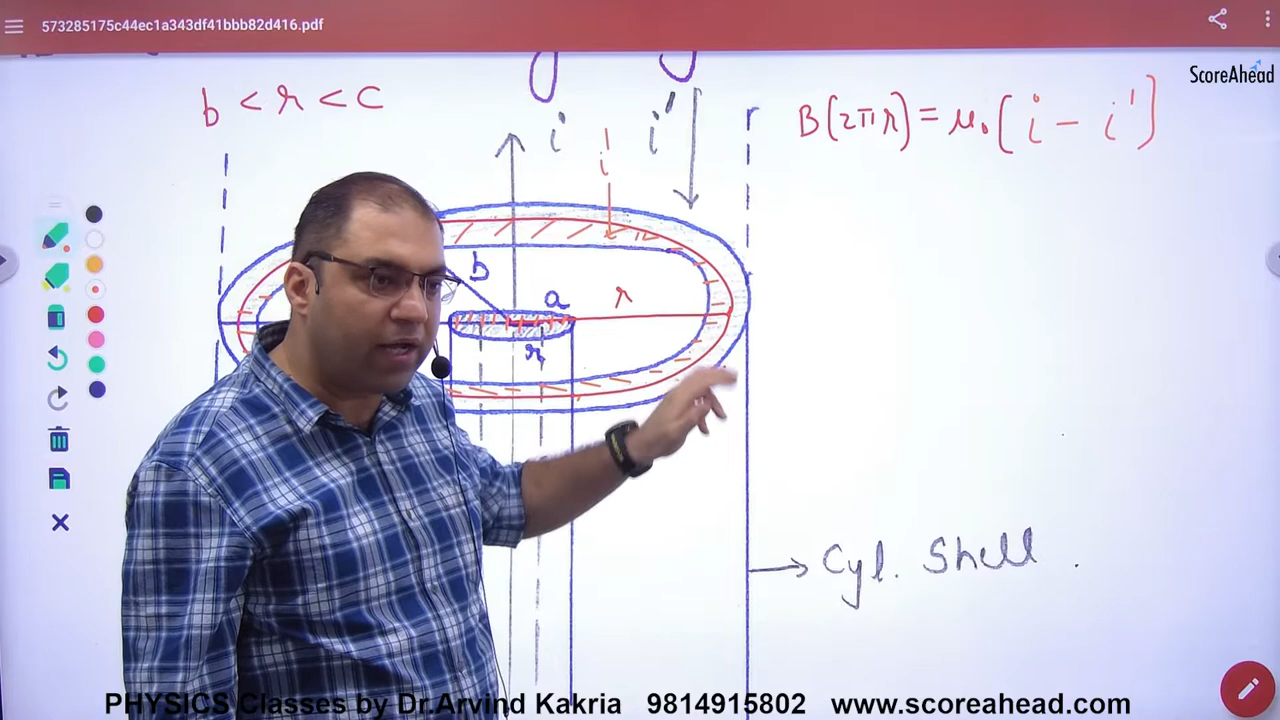 573285175c44ec1a343df41bbb82d416.pdf
ScoreAhead
b < r < c
i
i'
B(2πr) = μ₀ [ i - i' ]
i'
b
a
r
r
→ Cyl. Shell .
PHYSICS Classes by Dr.Arvind Kakria 9814915802 www.scoreahead.com